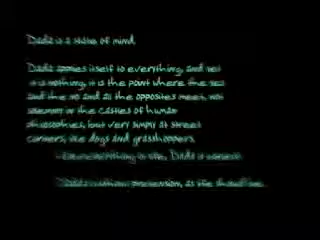 Dada is a state of mind.
Dada applies itself to everything, and yet
it is nothing, it is the point where the yes
and the no and all the opposites meet, not
solemnly in the castles of human
philosophies, but very simply at street
corners, like dogs and grasshoppers.
Like everything in life, Dada is useless.
Dada is without pretension, as life should be.